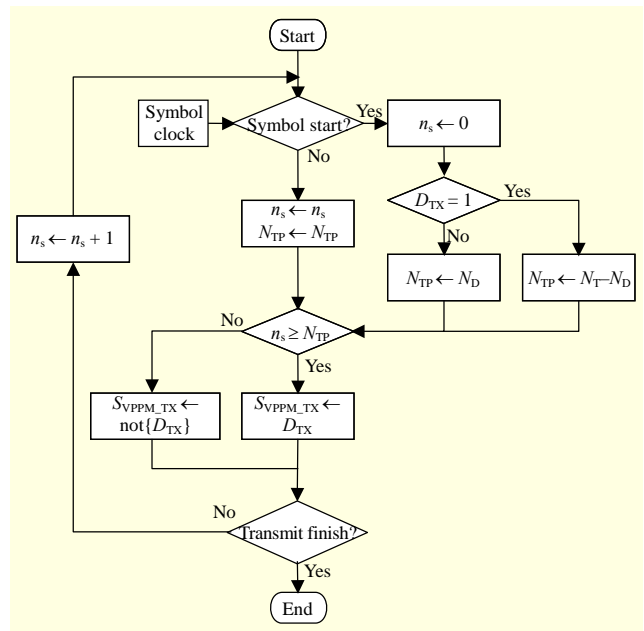 Start
Symbol
clock
Symbol start?
Yes
No
n_s ← 0
D_TX = 1
Yes
No
n_s ← n_s + 1
n_s ← n_s
N_TP ← N_TP
N_TP ← N_D
N_TP ← N_T–N_D
n_s ≥ N_TP
No
Yes
S_VPPM_TX ←
not{D_TX}
S_VPPM_TX ←
D_TX
Transmit finish?
No
Yes
End